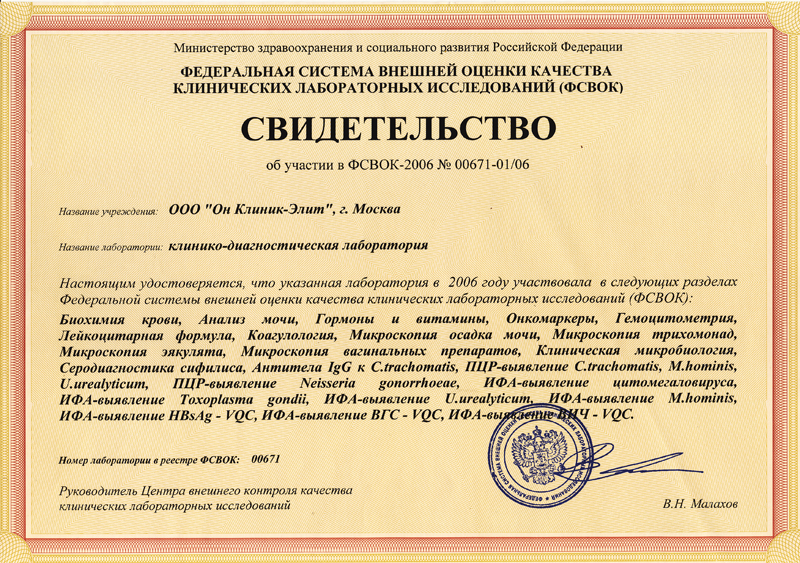 Министерство здравоохранения и социального развития Российской Федерации
ФЕДЕРАЛЬНАЯ СИСТЕМА ВНЕШНЕЙ ОЦЕНКИ КАЧЕСТВА
КЛИНИЧЕСКИХ ЛАБОРАТОРНЫХ ИССЛЕДОВАНИЙ (ФСВОК)
СВИДЕТЕЛЬСТВО
об участии в ФСВОК-2006 № 00671-01/06
Название учреждения: ООО "Он Клиник-Элит", г. Москва
Название лаборатории: клинико-диагностическая лаборатория
Настоящим удостоверяется, что указанная лаборатория в 2006 году участвовала в следующих разделах
Федеральной системы внешней оценки качества клинических лабораторных исследований (ФСВОК):
Биохимия крови, Анализ мочи, Гормоны и витамины, Онкомаркеры, Гемоцитометрия,
Лейкоцитарная формула, Коагулология, Микроскопия осадка мочи, Микроскопия трихомонад,
Микроскопия эякулята, Микроскопия вагинальных препаратов, Клиническая микробиология,
Серодиагностика сифилиса, Антитела IgG к C.trachomatis, ПЦР-выявление C.trachomatis, M.hominis,
U.urealyticum, ПЦР-выявление Neisseria gonorrhoeae, ИФА-выявление цитомегаловируса,
ИФА-выявление Toxoplasma gondii, ИФА-выявление U.urealyticum, ИФА-выявление M.hominis,
ИФА-выявление HBsAg - VQC, ИФА-выявление ВГС - VQC, ИФА-выявление ВИЧ - VQC.
Номер лаборатории в реестре ФСВОК: 00671
Руководитель Центра внешнего контроля качества
клинических лабораторных исследований
В.Н. Малахов